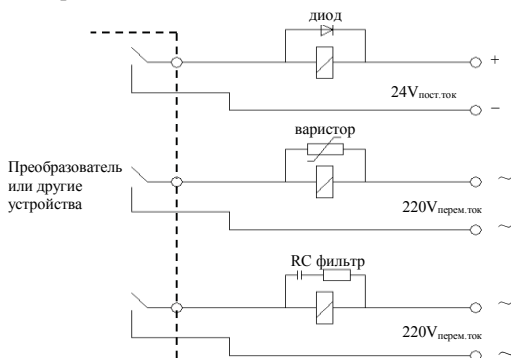 диод
+
24Vпост.ток
−
варистор
Преобразователь
или другие
устройства
~
220Vперем.ток
~
RC фильтр
~
220Vперем.ток
~